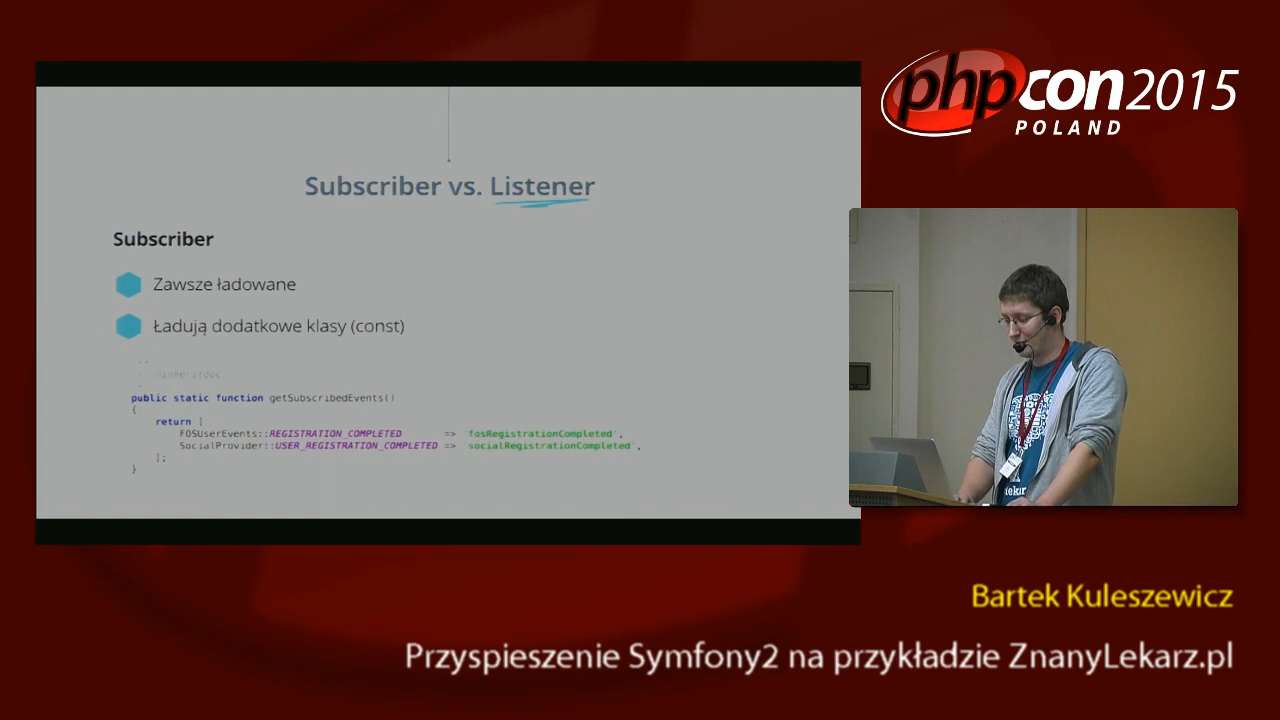 phpcon2015
POLAND
Subscriber vs. Listener
Subscriber
Zawsze ładowane
Ładują dodatkowe klasy (const)
public static function getSubscribedEvents()
{
return [
FOSUserEvents::REGISTRATION_COMPLETED => 'fosRegistrationCompleted',
SocialProvider::USER_REGISTRATION_COMPLETED => 'socialRegistrationCompleted',
];
}
Bartek Kuleszewicz
Przyspieszenie Symfony2 na przykładzie ZnanyLekarz.pl